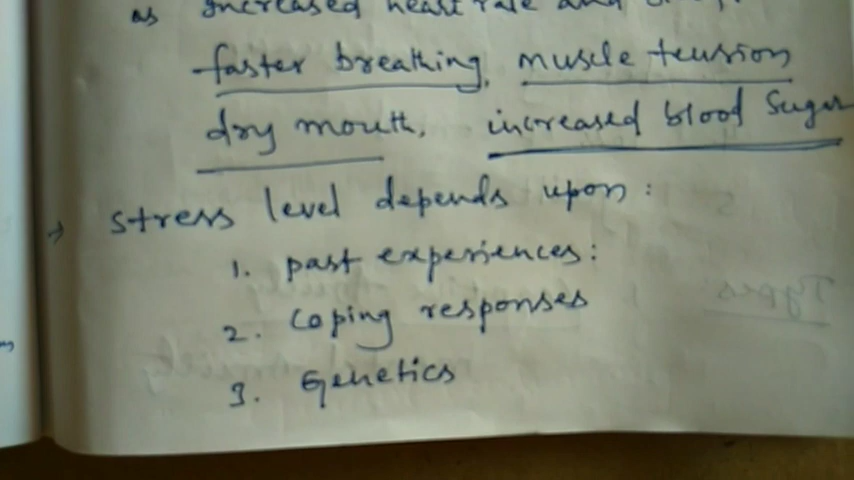 as increased heart rate and
faster breathing, muscle tension
dry mouth, increased blood Sugar
→ stress level depends upon:
1. past experiences:
2. Coping responses
3. Genetics
Types